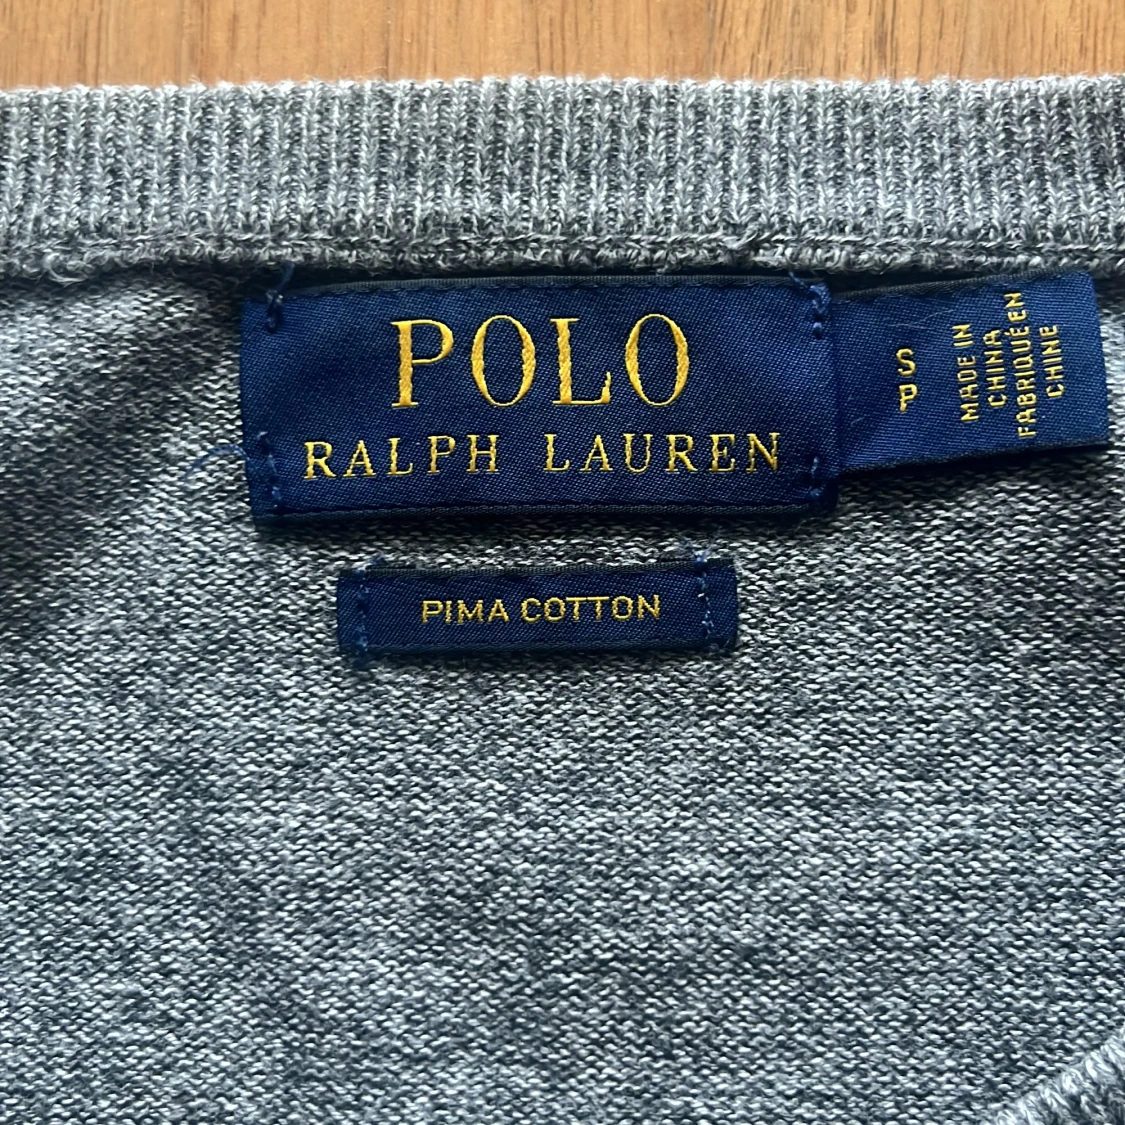 POLO
RALPH LAUREN
S
P
MADE IN
CHINA
FABRIQUÉ EN
CHINE
PIMA COTTON